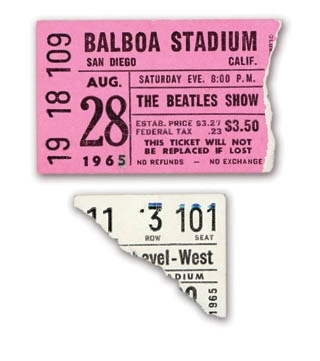 19 18 109
BALBOA STADIUM
SAN DIEGO CALIF.
AUG.
28
1965
SATURDAY EVE. 8:00 P.M.
THE BEATLES SHOW
ESTAB. PRICE $3.27
FEDERAL TAX .23
$3.50
THIS TICKET WILL NOT
BE REPLACED IF LOST
NO REFUNDS - NO EXCHANGE
11 3 101
ROW SEAT
Level-West
ADIUM
1965